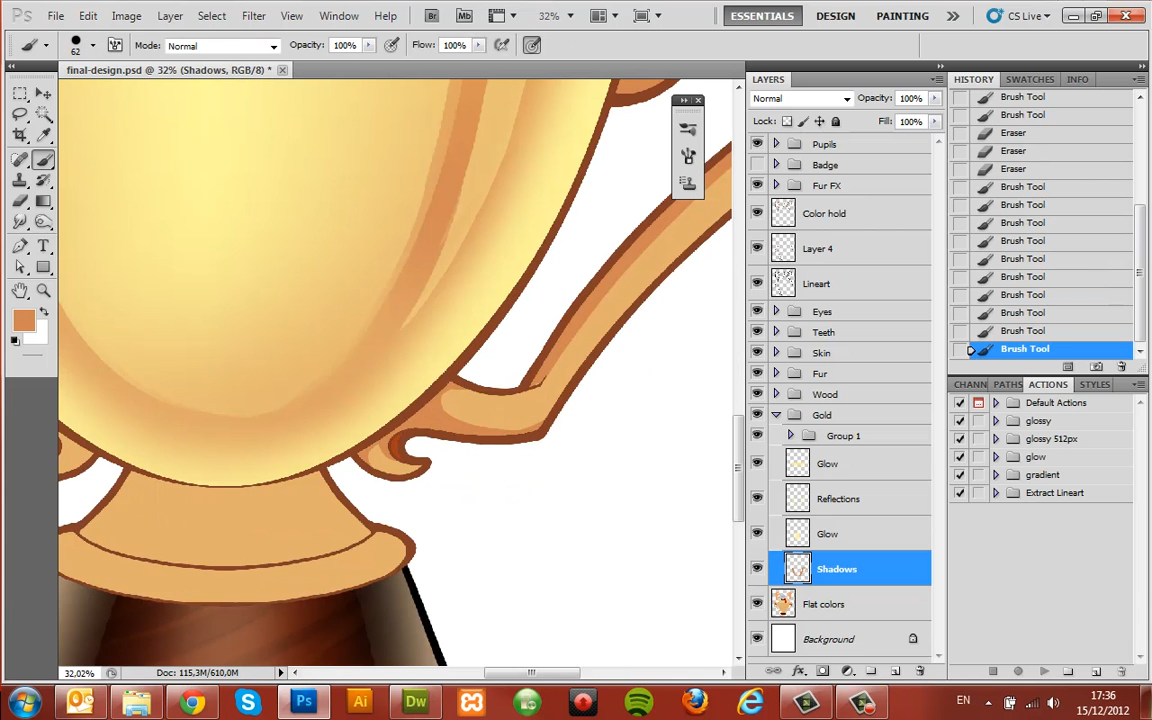 Ps File Edit Image Layer Select Filter View Window Help Br Mb 32% ESSENTIALS DESIGN PAINTING CS Live
62 Mode: Normal Opacity: 100% Flow: 100%
final-design.psd @ 32% (Shadows, RGB/8) *
LAYERS
Normal Opacity: 100%
Lock: Fill: 100%
Pupils
Badge
Fur FX
Color hold
Layer 4
Lineart
Eyes
Teeth
Skin
Fur
Wood
Gold
Group 1
Glow
Reflections
Glow
Shadows
Flat colors
Background
HISTORY SWATCHES INFO
Brush Tool
Brush Tool
Eraser
Eraser
Eraser
Brush Tool
Brush Tool
Brush Tool
Brush Tool
Brush Tool
Brush Tool
Brush Tool
Brush Tool
Brush Tool
Brush Tool
CHANN PATHS ACTIONS STYLES
Default Actions
glossy
glossy 512px
glow
gradient
Extract Lineart
32,02% Doc: 115,3M/610,0M
Ps Ai Dw EN 17:36
15/12/2012